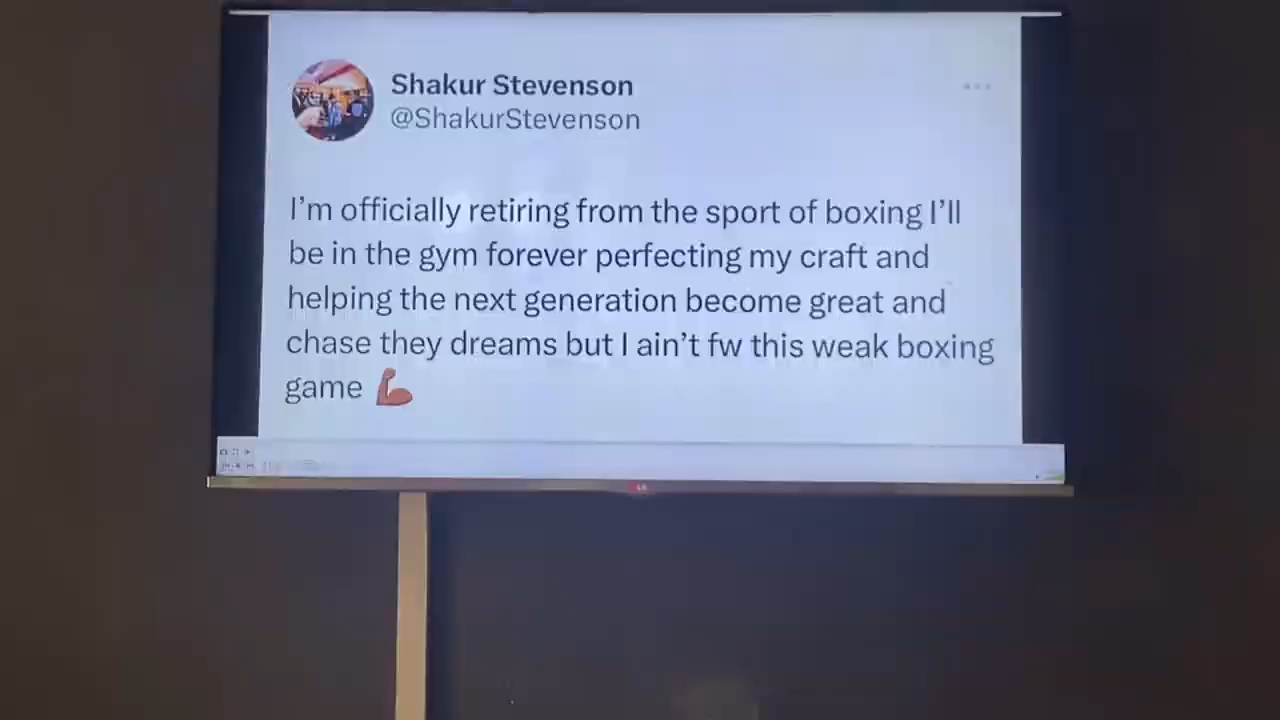 Shakur Stevenson
@ShakurStevenson
I'm officially retiring from the sport of boxing I'll
be in the gym forever perfecting my craft and
helping the next generation become great and
chase they dreams but I ain't fw this weak boxing
game 💪🏾